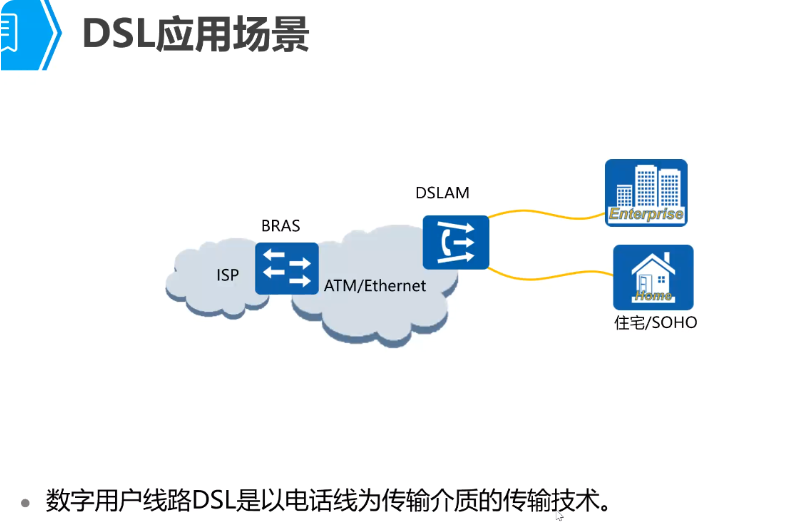 DSL应用场景
DSLAM
Enterprise
BRAS
ISP
ATM/Ethernet
Home
住宅/SOHO
数字用户线路DSL是以电话线为传输介质的传输技术。